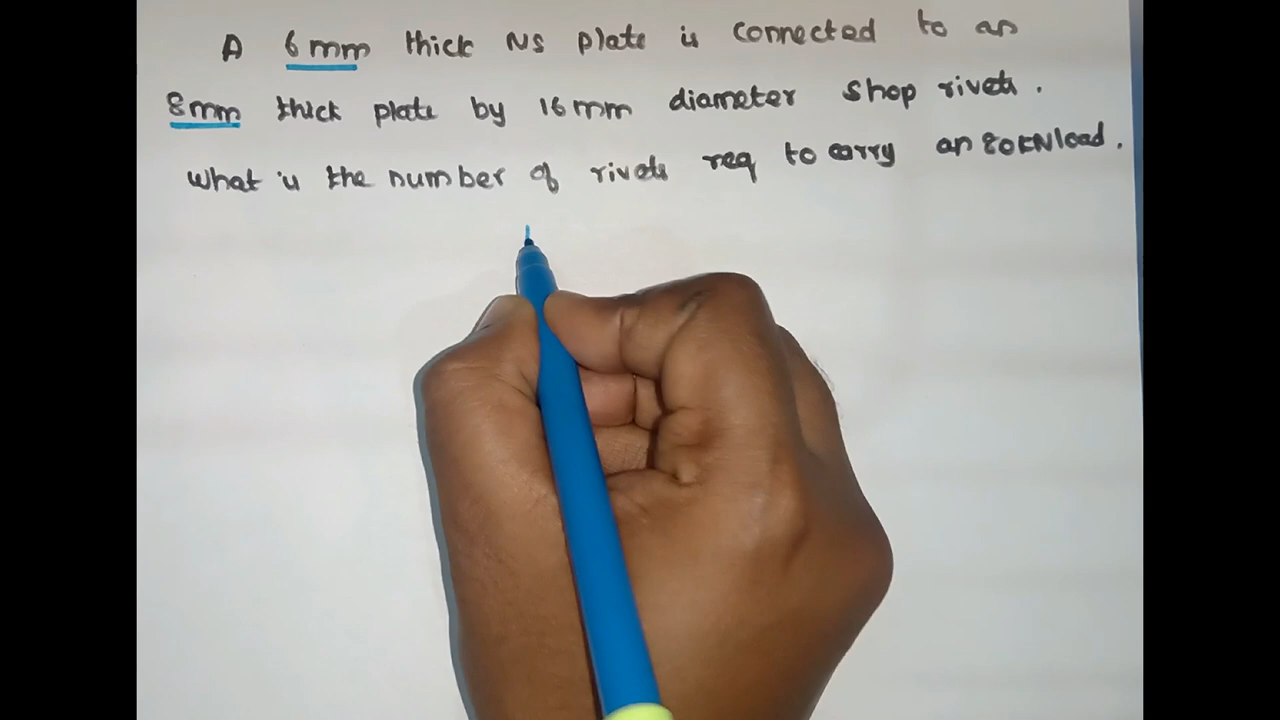 A 6mm thick NS plate is connected to an
8mm thick plate by 16mm diameter shop rivets.
what is the number of rivets req to carry an 80kN load.